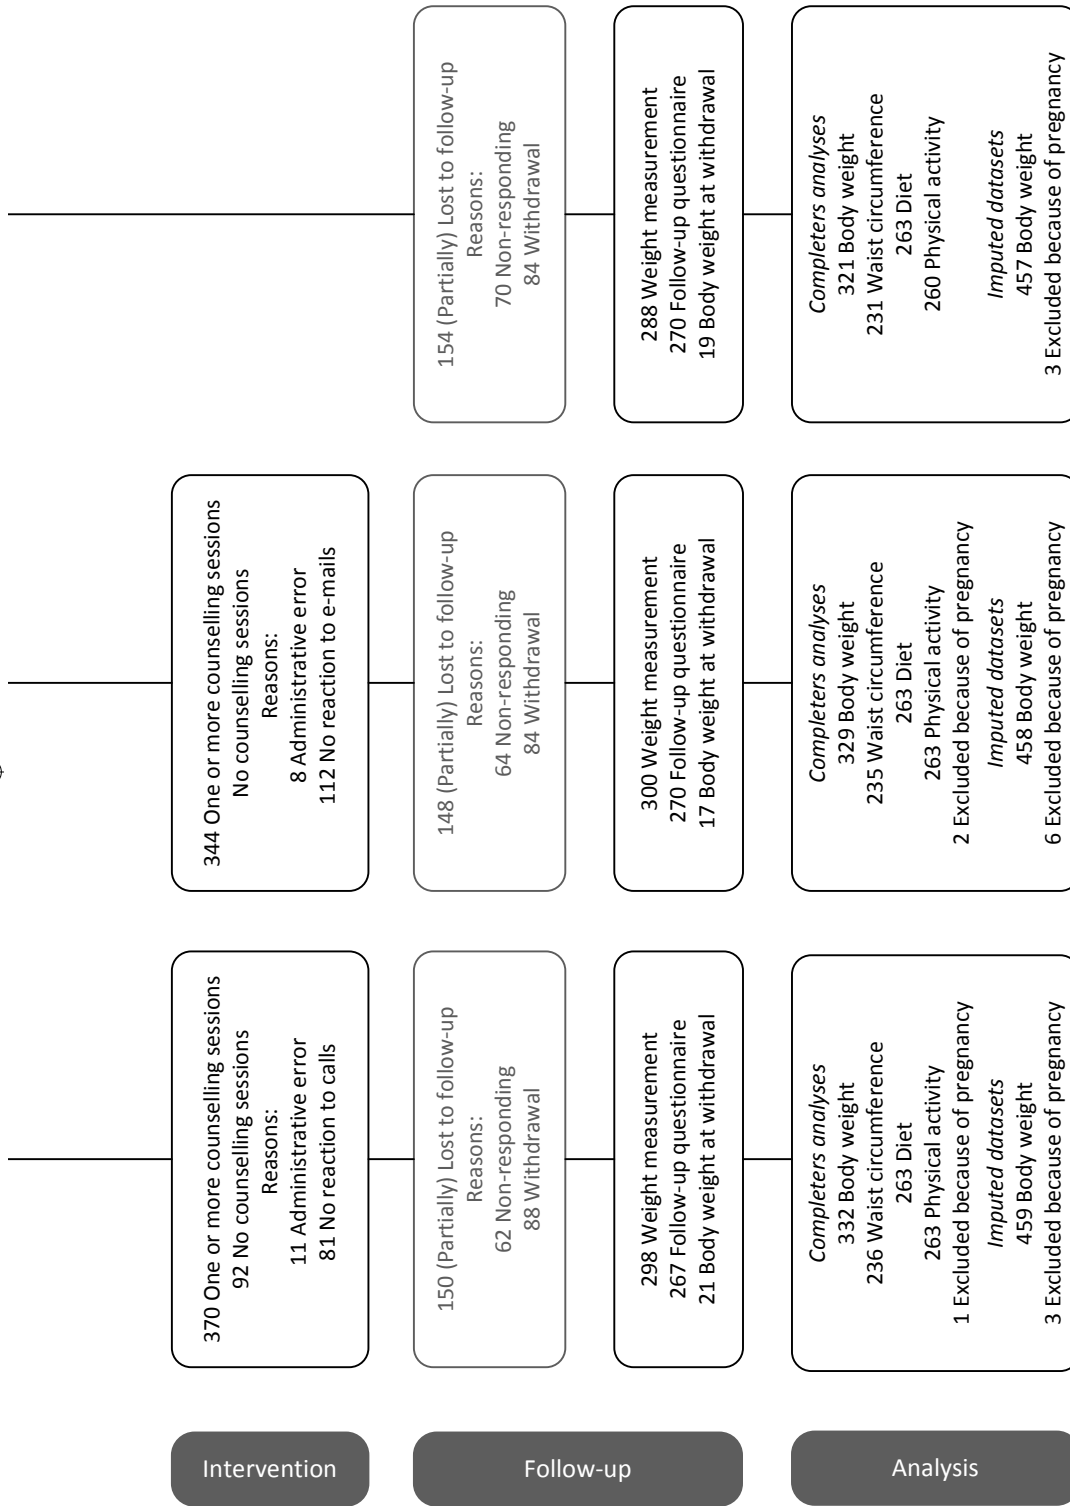 Intervention
370 One or more counselling sessions
92 No counselling sessions
Reasons:
11 Administrative error
81 No reaction to calls
344 One or more counselling sessions
No counselling sessions
Reasons:
8 Administrative error
112 No reaction to e-mails
Follow-up
150 (Partially) Lost to follow-up
Reasons:
62 Non-responding
88 Withdrawal
148 (Partially) Lost to follow-up
Reasons:
64 Non-responding
84 Withdrawal
154 (Partially) Lost to follow-up
Reasons:
70 Non-responding
84 Withdrawal
298 Weight measurement
267 Follow-up questionnaire
21 Body weight at withdrawal
300 Weight measurement
270 Follow-up questionnaire
17 Body weight at withdrawal
288 Weight measurement
270 Follow-up questionnaire
19 Body weight at withdrawal
Analysis
Completers analyses
332 Body weight
236 Waist circumference
263 Diet
263 Physical activity
1 Excluded because of pregnancy
Imputed datasets
459 Body weight
3 Excluded because of pregnancy
Completers analyses
329 Body weight
235 Waist circumference
263 Diet
263 Physical activity
2 Excluded because of pregnancy
Imputed datasets
458 Body weight
6 Excluded because of pregnancy
Completers analyses
321 Body weight
231 Waist circumference
263 Diet
260 Physical activity
Imputed datasets
457 Body weight
3 Excluded because of pregnancy